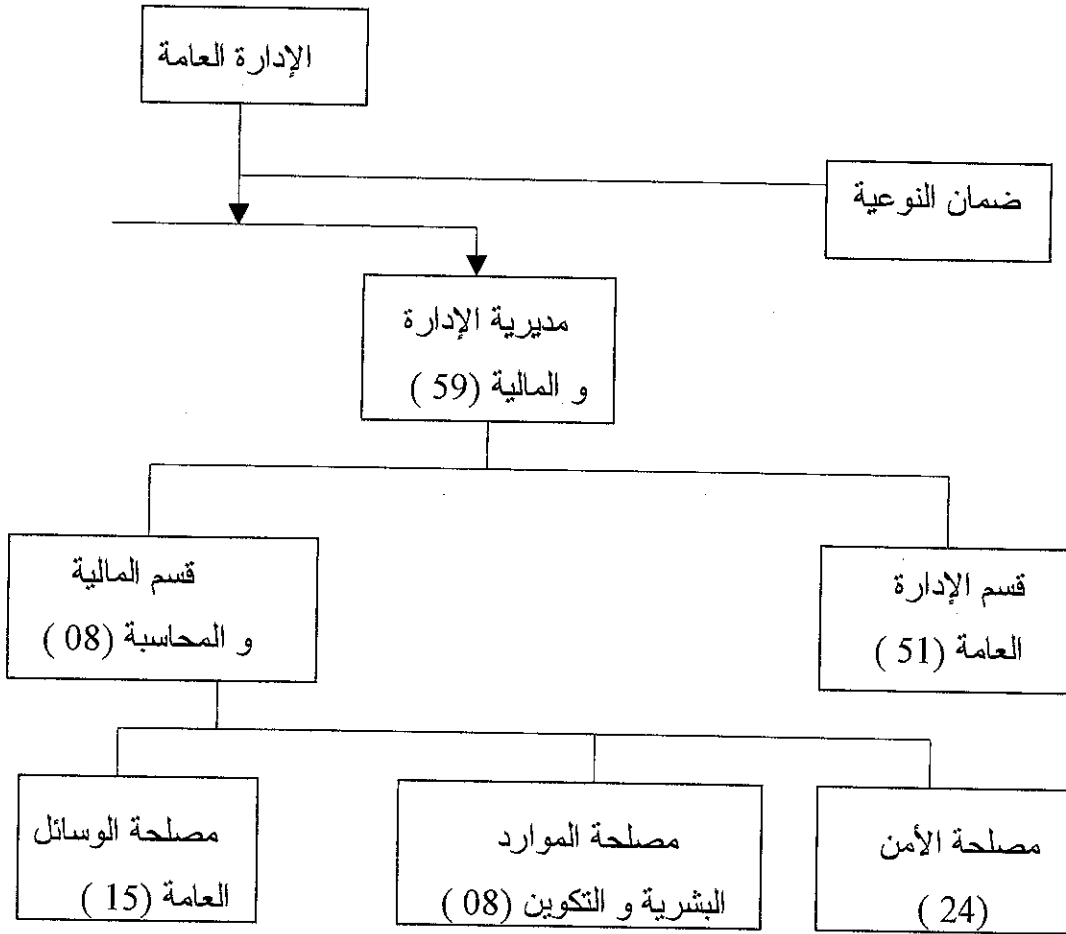 الإدارة العامة
ضمان النوعية
مديرية الإدارة
و المالية (59 )
قسم الإدارة
العامة (51 )
قسم المالية
و المحاسبة (08 )
مصلحة الأمن
(24 )
مصلحة الموارد
البشرية و التكوين (08 )
مصلحة الوسائل
العامة (15 )